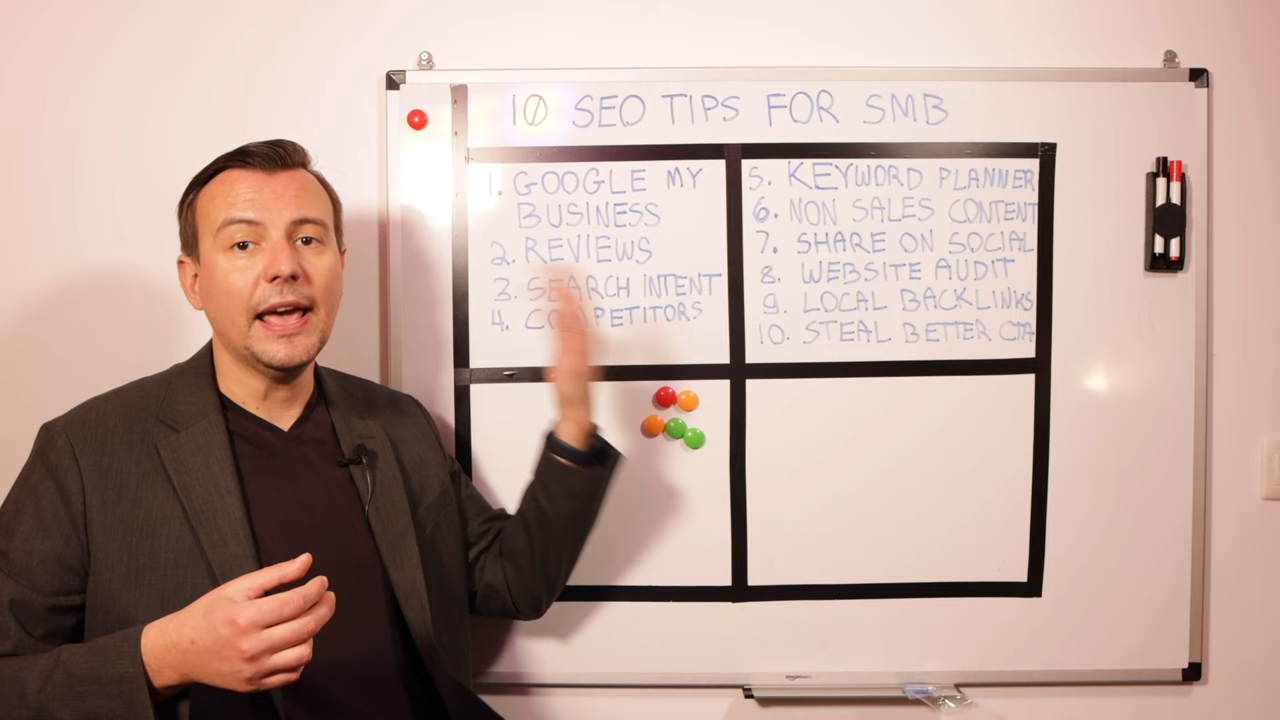 10 SEO TIPS FOR SMB
1. GOOGLE MY
BUSINESS
2. REVIEWS
3. SEARCH INTENT
4. COMPETITORS
5. KEYWORD PLANNER
6. NON SALES CONTENT
7. SHARE ON SOCIAL
8. WEBSITE AUDIT
9. LOCAL BACKLINKS
10. STEAL BETTER CTA